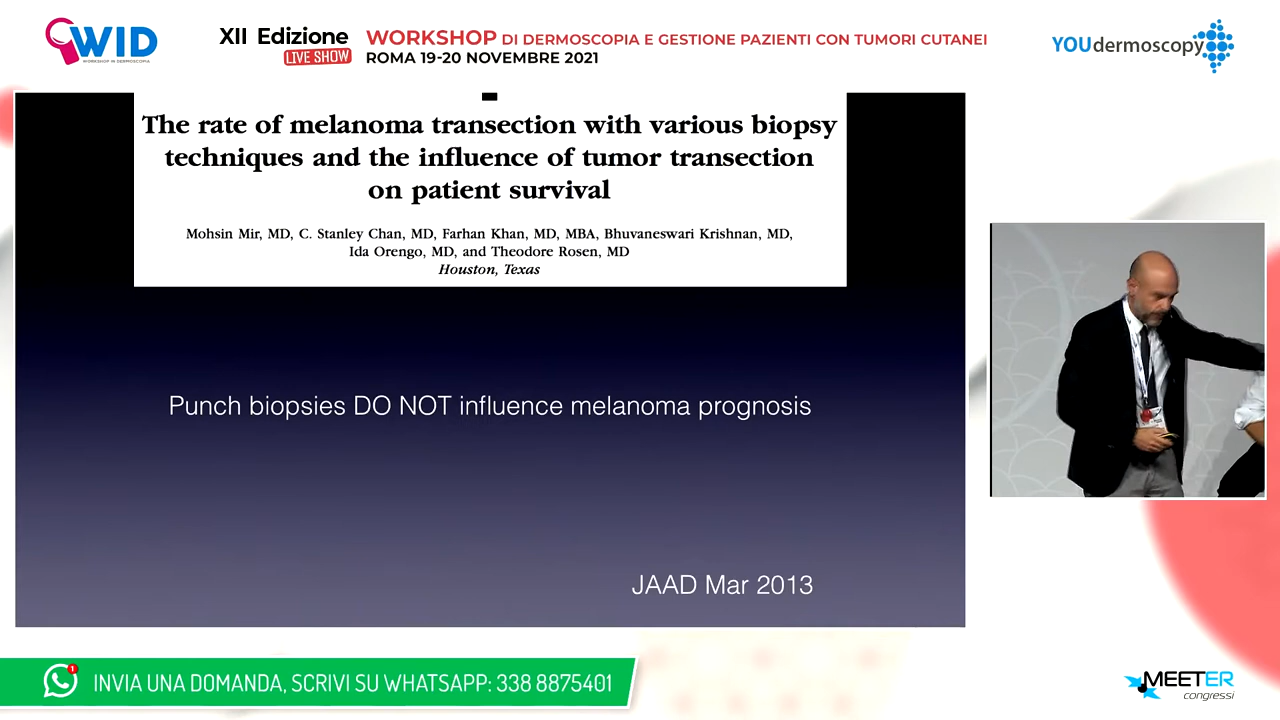 WID
WORKSHOP IN DERMOSCOPIA
XII Edizione
LIVE SHOW
WORKSHOP DI DERMOSCOPIA E GESTIONE PAZIENTI CON TUMORI CUTANEI
ROMA 19-20 NOVEMBRE 2021
YOUdermoscopy
The rate of melanoma transection with various biopsy
techniques and the influence of tumor transection
on patient survival
Mohsin Mir, MD, C. Stanley Chan, MD, Farhan Khan, MD, MBA, Bhuvaneswari Krishnan, MD,
Ida Orengo, MD, and Theodore Rosen, MD
Houston, Texas
Punch biopsies DO NOT influence melanoma prognosis
JAAD Mar 2013
1
INVIA UNA DOMANDA, SCRIVI SU WHATSAPP: 338 8875401
MEETER
congressi